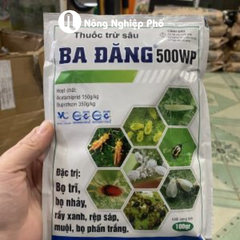 Nông Nghiệp Phố
Thuốc trừ sâu
BA ĐĂNG 500WP
Hoạt chất:
Acetamiprid 150g/kg
Buprofezin 350g/kg
Đặc trị:
Bọ trĩ,
bọ nhảy,
rầy xanh, rệp sáp,
muội, bọ phấn trắng.
100gr